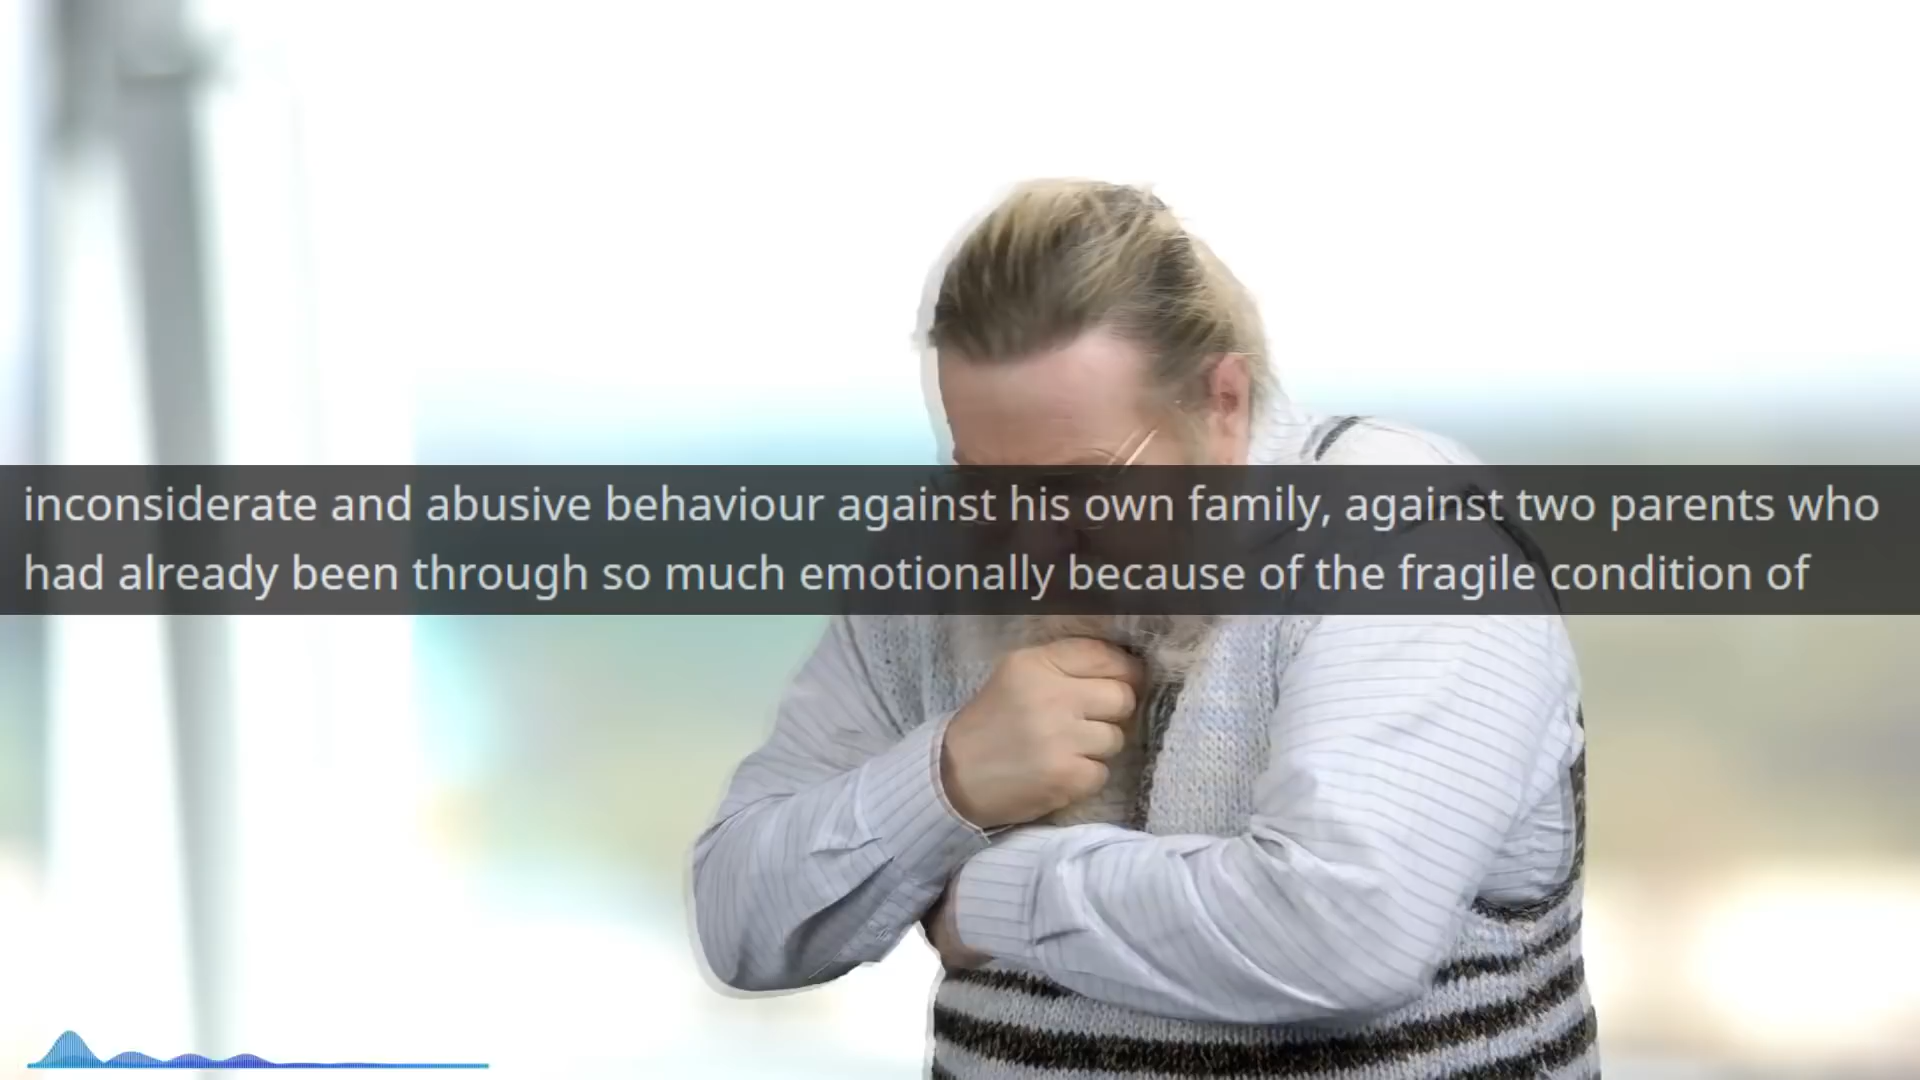 inconsiderate and abusive behaviour against his own family, against two parents who
had already been through so much emotionally because of the fragile condition of